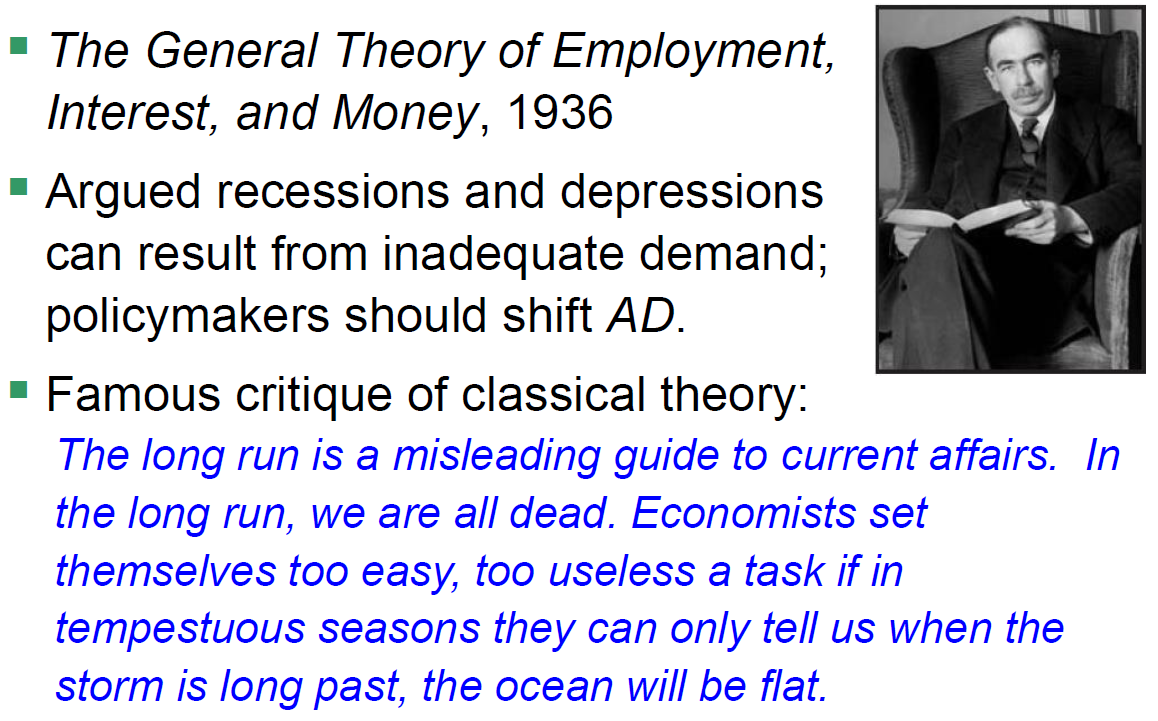 The General Theory of Employment,
Interest, and Money, 1936
Argued recessions and depressions
can result from inadequate demand;
policymakers should shift AD.
Famous critique of classical theory:
The long run is a misleading guide to current affairs.  In
the long run, we are all dead. Economists set
themselves too easy, too useless a task if in
tempestuous seasons they can only tell us when the
storm is long past, the ocean will be flat.